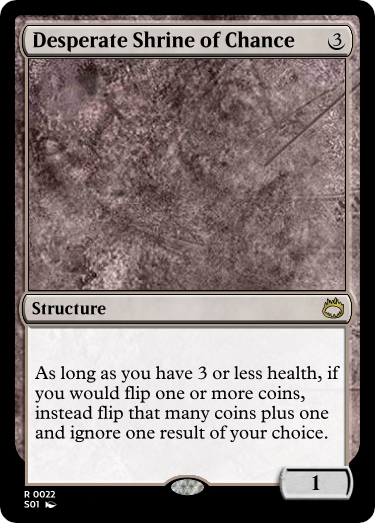 Desperate Shrine of Chance 3
Structure
As long as you have 3 or less health, if
you would flip one or more coins,
instead flip that many coins plus one
and ignore one result of your choice.
1
R 0022
S01